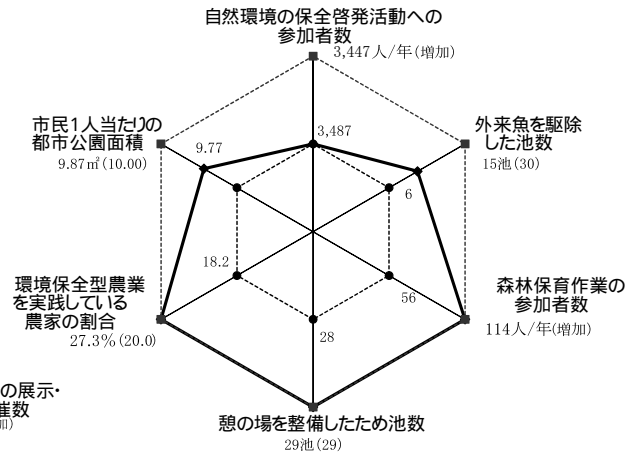 自然環境の保全啓発活動への
参加者数
3,447人/年(増加)
市民1人当たりの
都市公園面積
9.87㎡(10.00)
9.77
3,487
外来魚を駆除
した池数
15池(30)
6
環境保全型農業
を実践している
農家の割合
27.3%(20.0)
18.2
56
森林保育作業の
参加者数
114人/年(増加)
28
憩の場を整備したため池数
29池(29)
の展示・
催数
加)